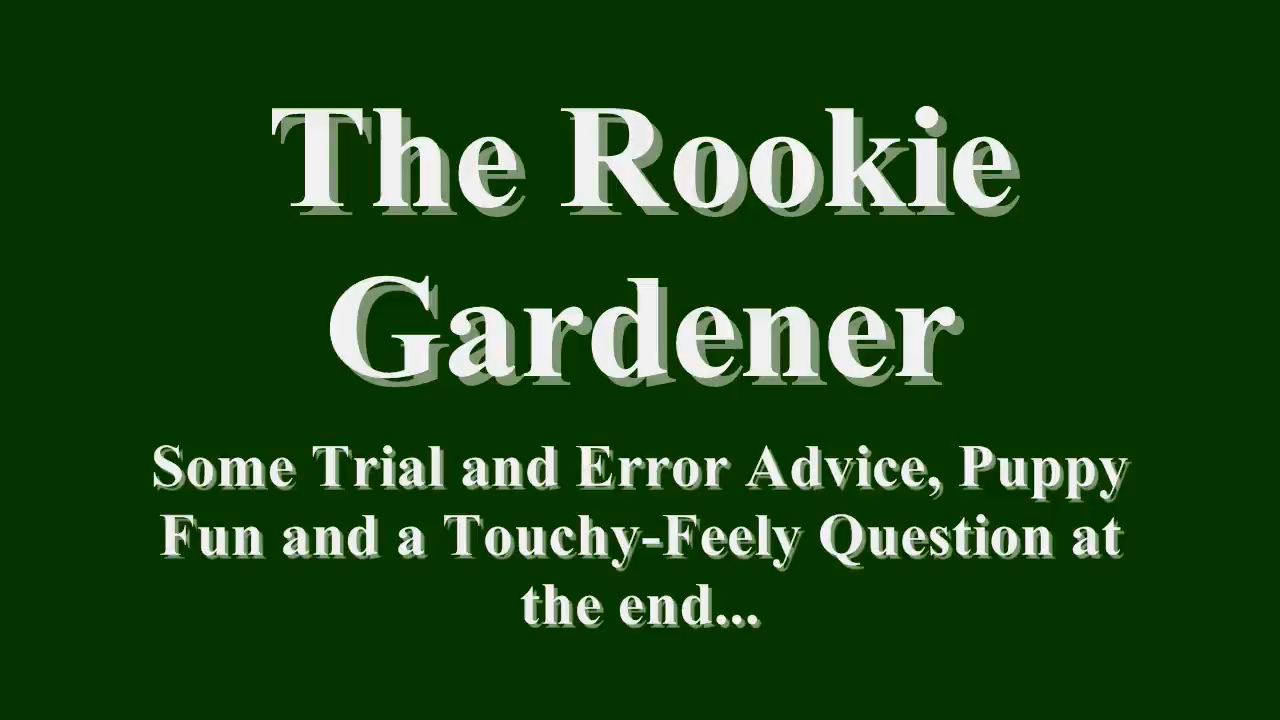 The Rookie
Gardener
Some Trial and Error Advice, Puppy
Fun and a Touchy-Feely Question at
the end...